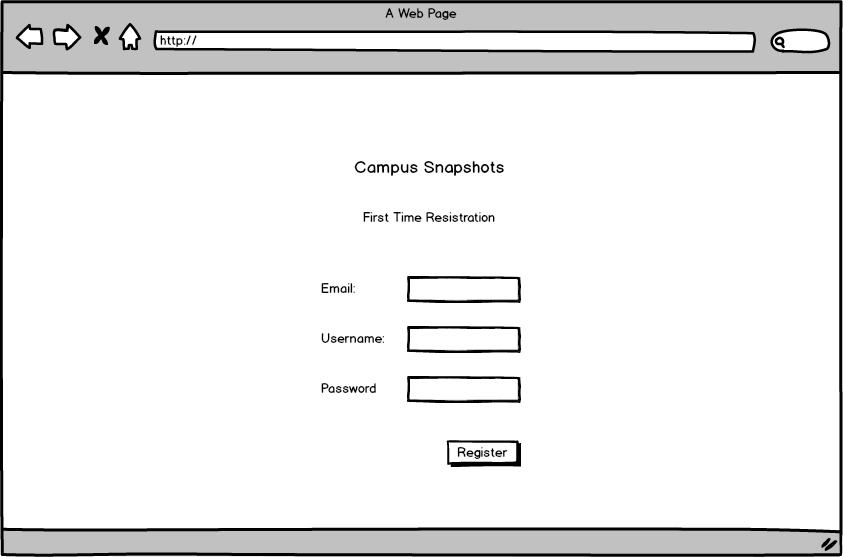 A Web Page
http://
Campus Snapshots
First Time Resistration
Email:
Username:
Password
Register